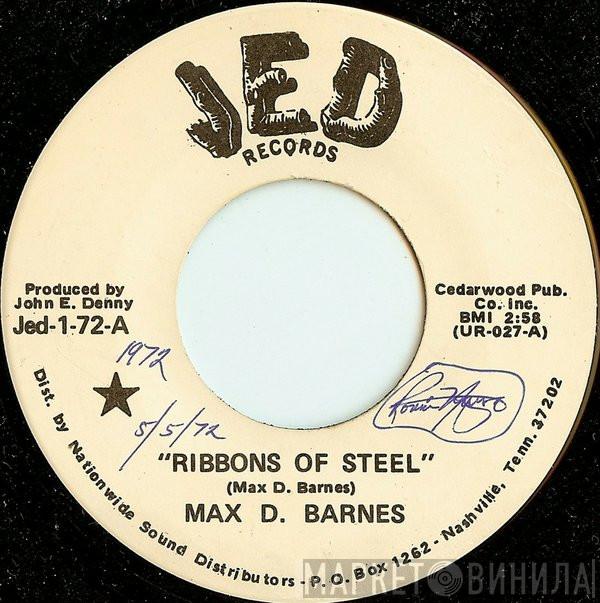 JED
RECORDS
Produced by
John E. Denny
Jed-1-72-A
Cedarwood Pub.
Co. Inc.
BMI 2:58
(UR-027-A)
1972
5/5/72
"RIBBONS OF STEEL"
(Max D. Barnes)
MAX D. BARNES
Dist. by Nationwide Sound Distributors - P.O. Box 1262 - Nashville, Tenn. 37202
МАРКЕТ ВИНИЛА!